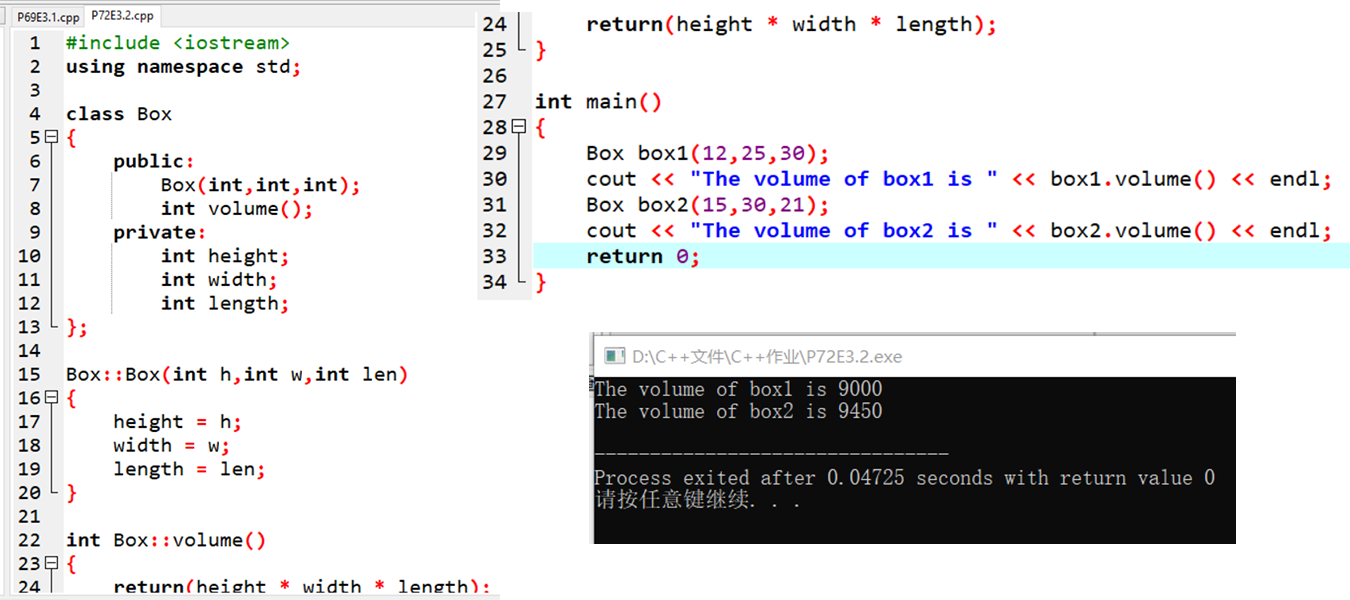 P69E3.1.cpp P72E3.2.cpp
1 #include <iostream>
2 using namespace std;
3
4 class Box
5 {
6 public:
7 Box(int,int,int);
8 int volume();
9 private:
10 int height;
11 int width;
12 int length;
13 };
14
15 Box::Box(int h,int w,int len)
16 {
17 height = h;
18 width = w;
19 length = len;
20 }
21
22 int Box::volume()
23 {
24 return(height * width * length);
24 return(height * width * length);
25 }
26
27 int main()
28 {
29 Box box1(12,25,30);
30 cout << "The volume of box1 is " << box1.volume() << endl;
31 Box box2(15,30,21);
32 cout << "The volume of box2 is " << box2.volume() << endl;
33 return 0;
34 }
D:\C++文件\C++作业\P72E3.2.exe
The volume of box1 is 9000
The volume of box2 is 9450
--------------------------------
Process exited after 0.04725 seconds with return value 0
请按任意键继续. . .